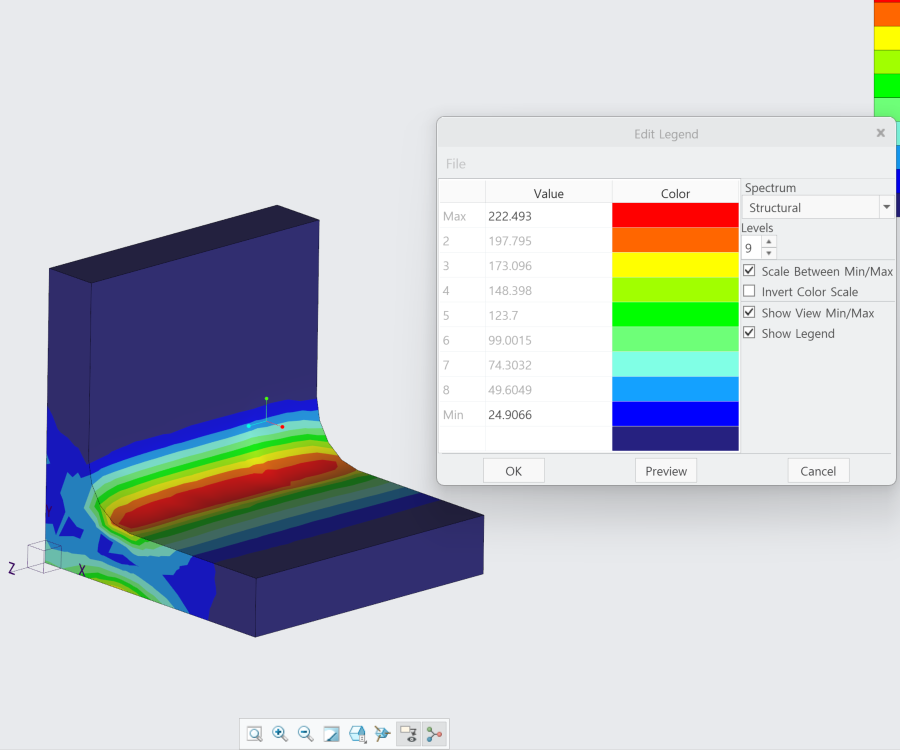 Edit Legend
File
Value Color
Max 222.493
2 197.795
3 173.096
4 148.398
5 123.7
6 99.0015
7 74.3032
8 49.6049
Min 24.9066
Spectrum
Structural
Levels
9
Scale Between Min/Max
Invert Color Scale
Show View Min/Max
Show Legend
OK Preview Cancel
Y
Z X